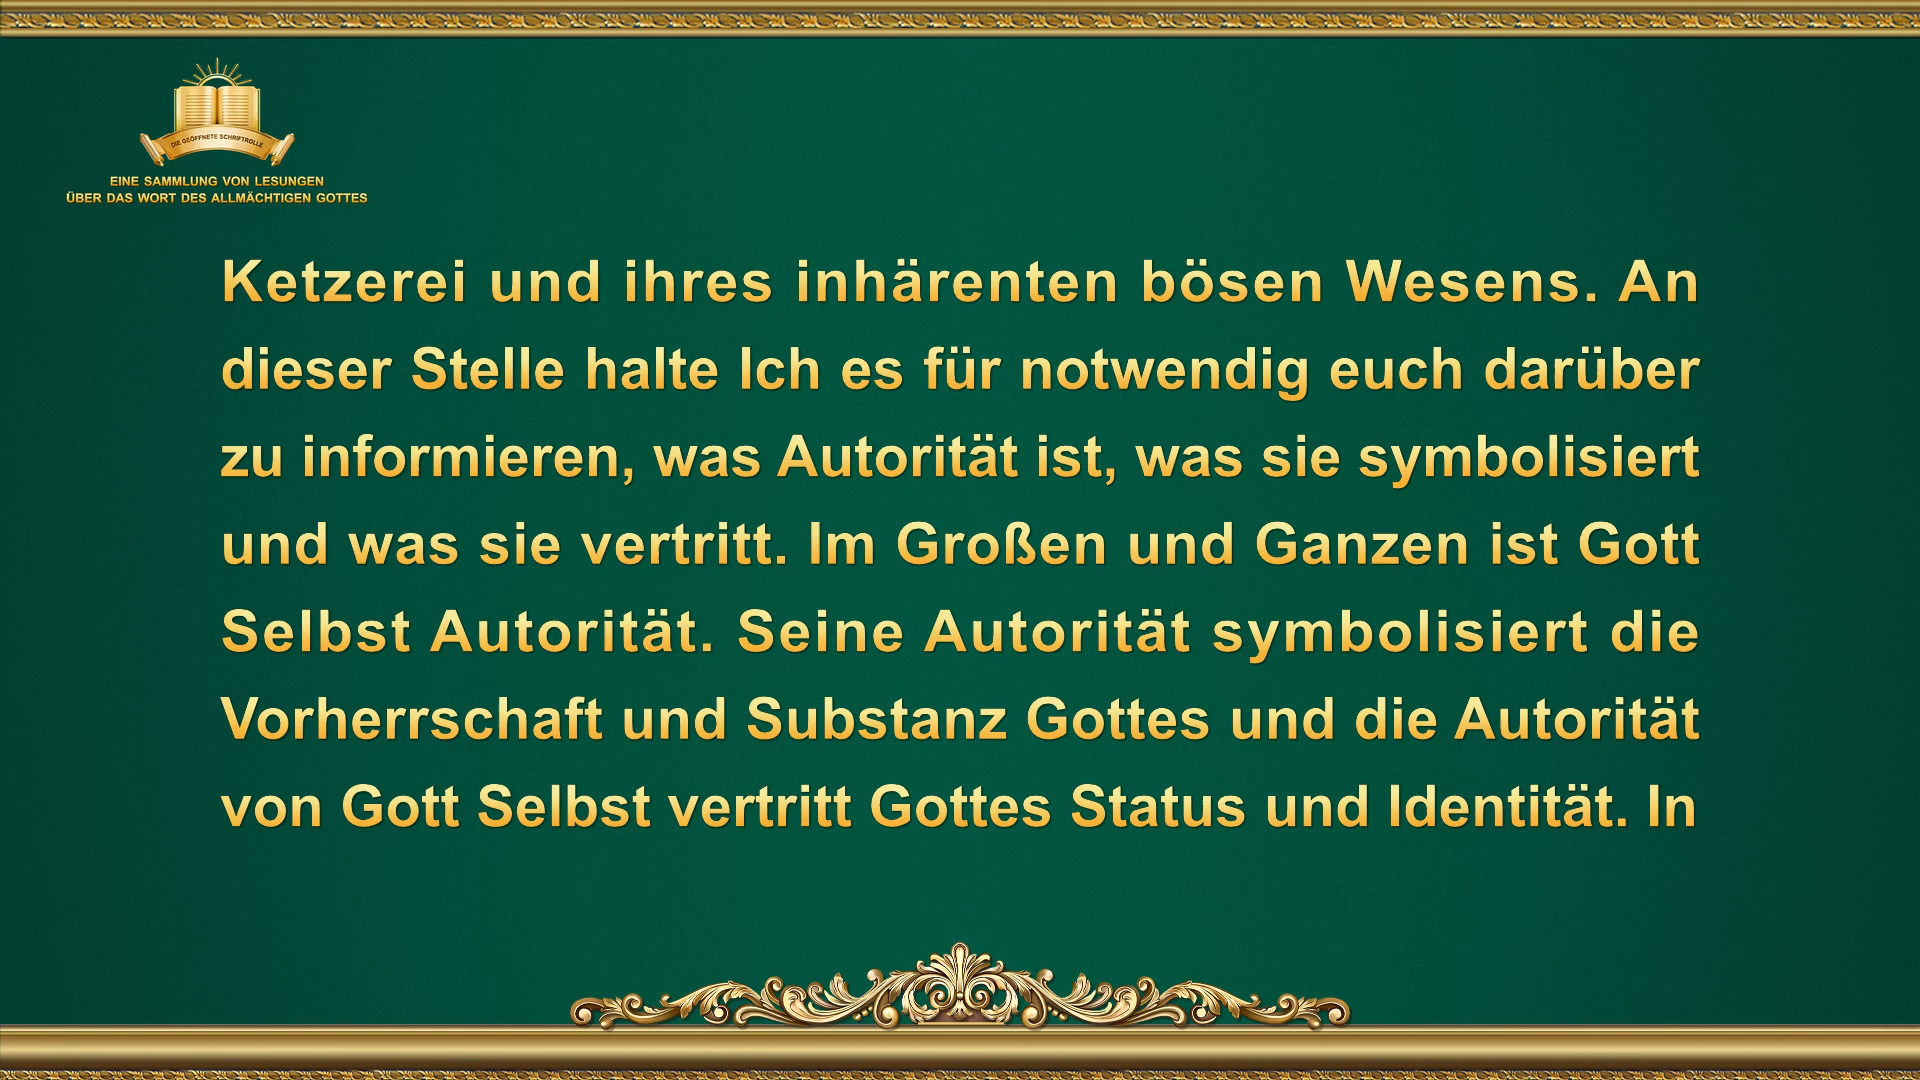 DIE GEÖFFNETE SCHRIFTROLLE
EINE SAMMLUNG VON LESUNGEN
ÜBER DAS WORT DES ALLMÄCHTIGEN GOTTES
Ketzerei und ihres inhärenten bösen Wesens. An
dieser Stelle halte Ich es für notwendig euch darüber
zu informieren, was Autorität ist, was sie symbolisiert
und was sie vertritt. Im Großen und Ganzen ist Gott
Selbst Autorität. Seine Autorität symbolisiert die
Vorherrschaft und Substanz Gottes und die Autorität
von Gott Selbst vertritt Gottes Status und Identität. In